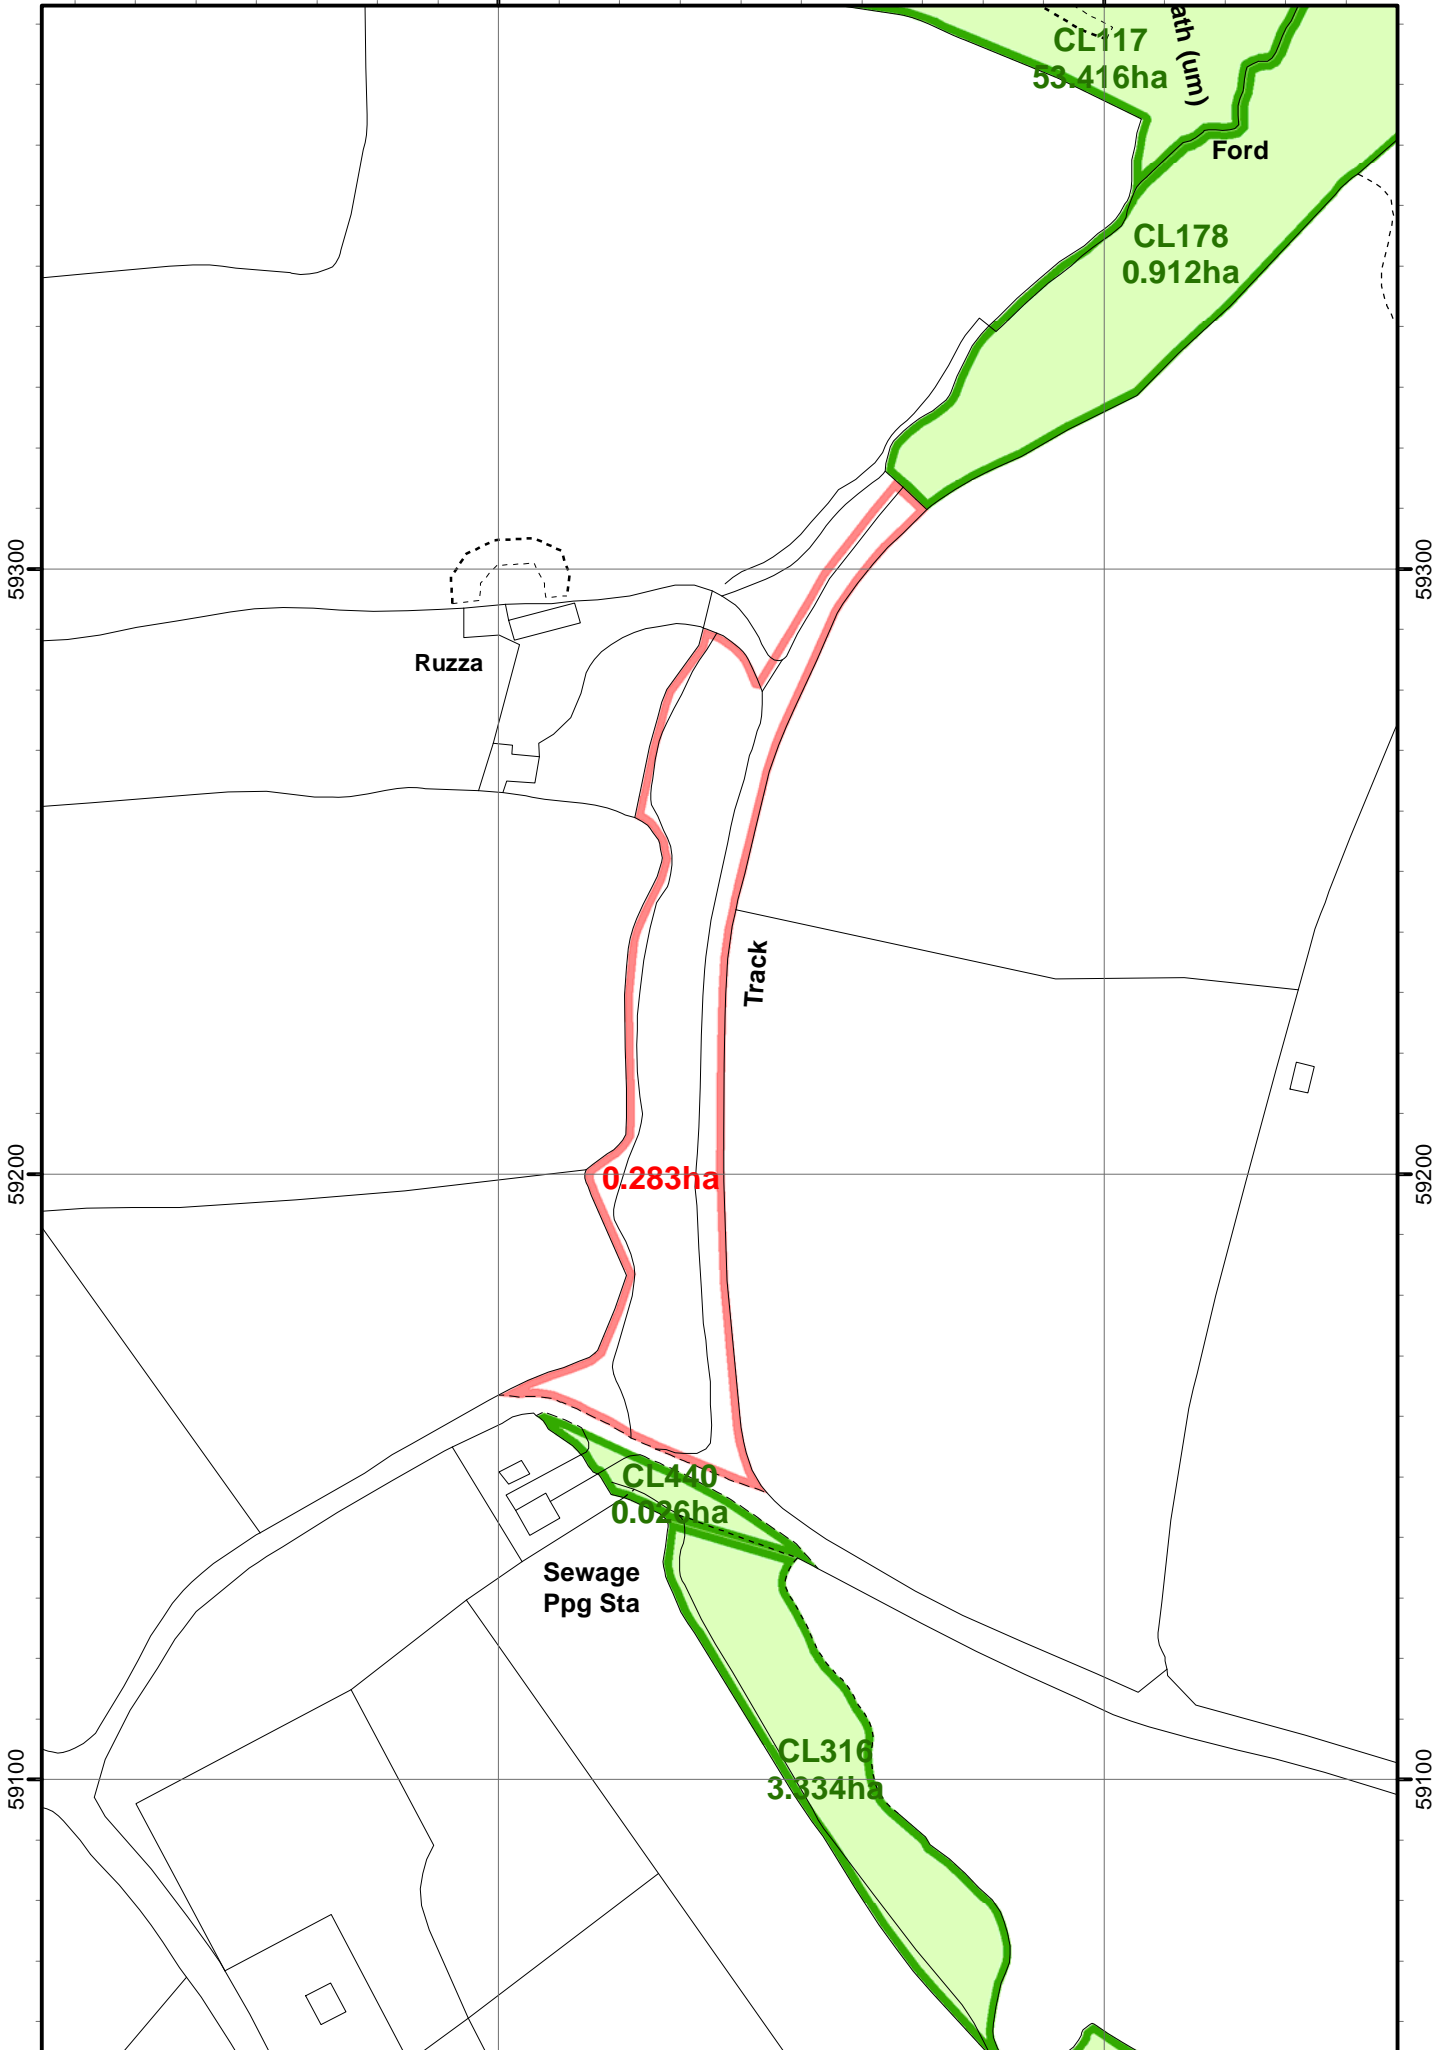 CL117
53.416ha
ath (um)
Ford
CL178
0.912ha
59300
59300
Ruzza
Track
59200
0.283ha
59200
CL440
0.026ha
Sewage
Ppg Sta
CL316
3.334ha
59100
59100